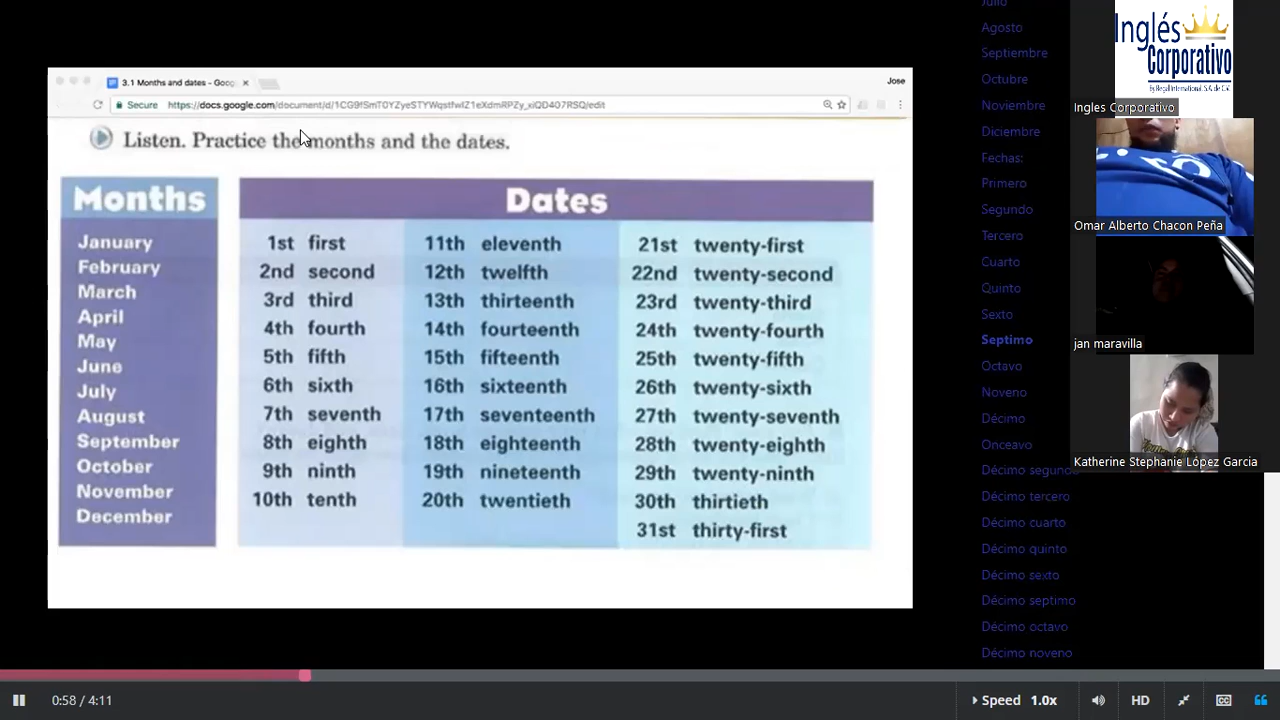 3.1 Months and dates - Goog
Jose
Secure https://docs.google.com/document/d/1CG9fSmT0YZyeSTYWqstfwIZ1eXdmRPZy_xiQD407RSQ/edit
Listen. Practice the months and the dates.
Months
January
February
March
April
May
June
July
August
September
October
November
December
Dates
1st first
2nd second
3rd third
4th fourth
5th fifth
6th sixth
7th seventh
8th eighth
9th ninth
10th tenth
11th eleventh
12th twelfth
13th thirteenth
14th fourteenth
15th fifteenth
16th sixteenth
17th seventeenth
18th eighteenth
19th nineteenth
20th twentieth
21st twenty-first
22nd twenty-second
23rd twenty-third
24th twenty-fourth
25th twenty-fifth
26th twenty-sixth
27th twenty-seventh
28th twenty-eighth
29th twenty-ninth
30th thirtieth
31st thirty-first
Julio
Agosto
Septiembre
Octubre
Noviembre
Diciembre
Fechas:
Primero
Segundo
Tercero
Cuarto
Quinto
Sexto
Septimo
Octavo
Noveno
Décimo
Onceavo
Décimo segundo
Décimo tercero
Décimo cuarto
Décimo quinto
Décimo sexto
Décimo septimo
Décimo octavo
Décimo noveno
Inglés
Corporativo
by Regall International, S.A. de C.V.
Ingles Corporativo
Omar Alberto Chacon Peña
jan maravilla
Katherine Stephanie López Garcia
0:58 / 4:11
Speed 1.0x
HD
CC